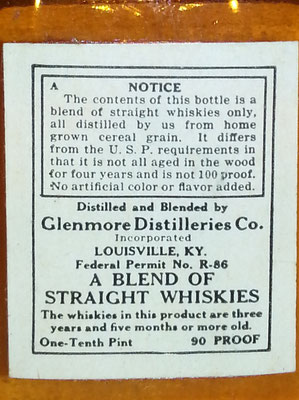 A NOTICE
The contents of this bottle is a
blend of straight whiskies only,
all distilled by us from home
grown cereal grain. It differs
from the U. S. P. requirements in
that it is not all aged in the wood
for four years and is not 100 proof.
No artificial color or flavor added.
Distilled and Blended by
Glenmore Distilleries Co.
Incorporated
LOUISVILLE, KY.
Federal Permit No. R-86
A BLEND OF
STRAIGHT WHISKIES
The whiskies in this product are three
years and five months or more old.
One-Tenth Pint 90 PROOF